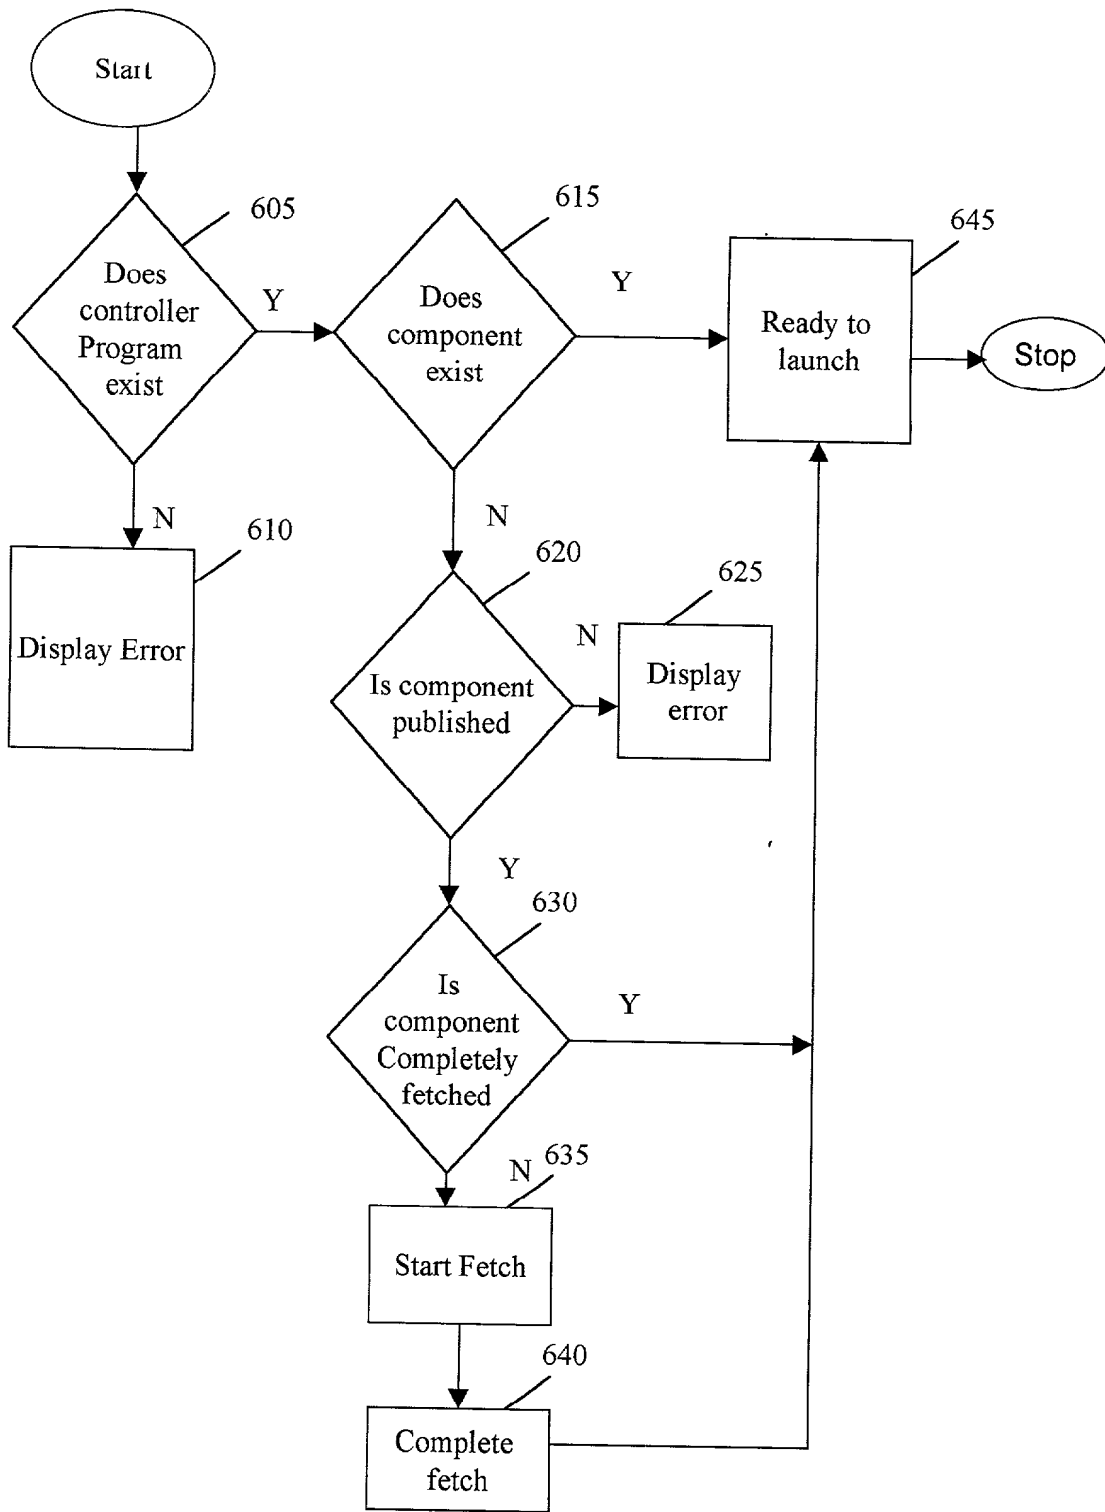 Start
605
Does
controller
Program
exist
Y
615
Does
component
exist
Y
645
Ready to
launch
Stop
N
610
Display Error
N
620
Is component
published
N
625
Display
error
Y
630
Is
component
Completely
fetched
Y
N
635
Start Fetch
640
Complete
fetch